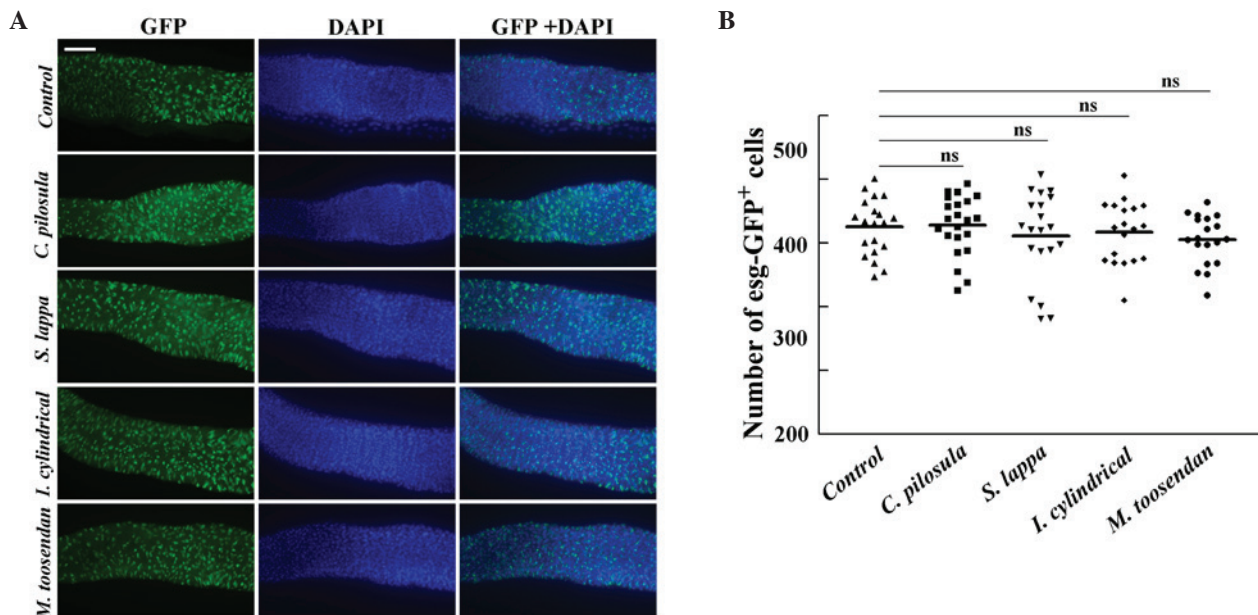 A
GFP DAPI GFP +DAPI
Control
C. pilosula
S. lappa
I. cylindrical
M. toosendan
B
ns
ns
ns
ns
Number of esg-GFP+ cells
500
400
300
200
Control
C. pilosula
S. lappa
I. cylindrical
M. toosendan